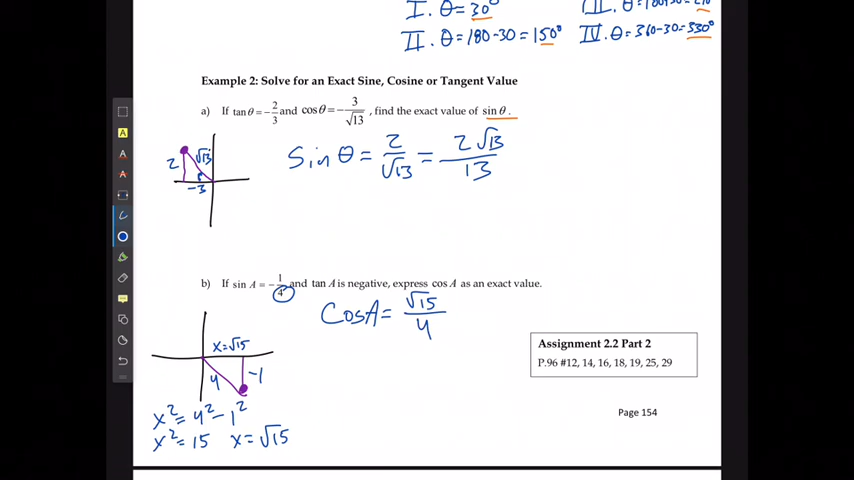 I. θ = 30°
II. θ = 180-30 = 150°
IV. θ = 360-30 = 330°
Example 2: Solve for an Exact Sine, Cosine or Tangent Value
a) If tan θ = -2/3 and cos θ = -3/√13, find the exact value of sin θ.
2
√13
-3
Sin θ = 2/√13 = 2√13/13
b) If sin A = -1/4 and tan A is negative, express cos A as an exact value.
Cos A = √15/4
x=√15
4
-1
x² = 4² - 1²
x² = 15 x = √15
Assignment 2.2 Part 2
P.96 #12, 14, 16, 18, 19, 25, 29
Page 154